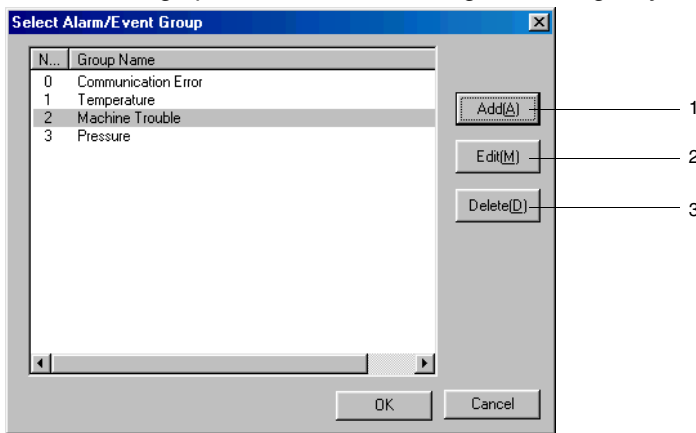 Select Alarm/Event Group
N... Group Name
0 Communication Error
1 Temperature
2 Machine Trouble
3 Pressure
Add(A) 1
Edit(M) 2
Delete(D) 3
OK Cancel